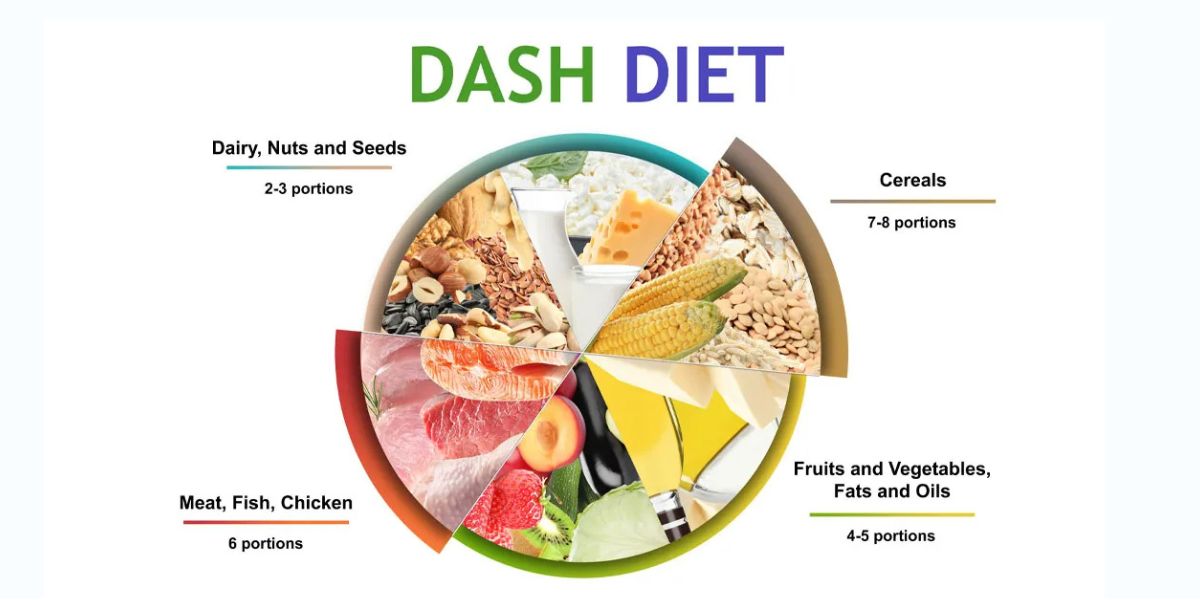 DASH DIET
Dairy, Nuts and Seeds
2-3 portions
Cereals
7-8 portions
Meat, Fish, Chicken
6 portions
Fruits and Vegetables,
Fats and Oils
4-5 portions